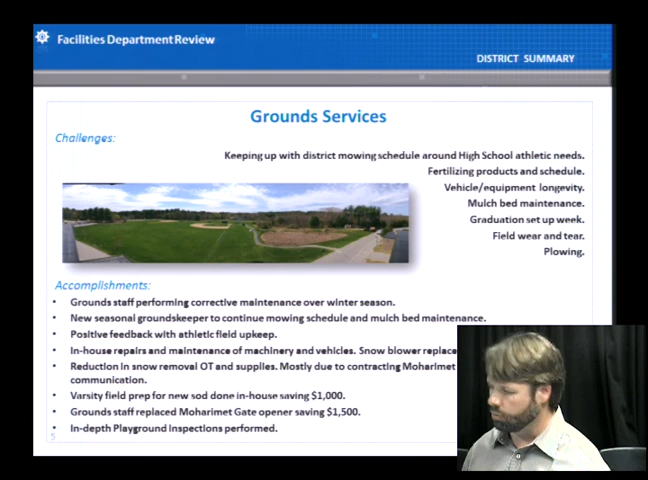 Facilities Department Review
DISTRICT SUMMARY
Grounds Services
Challenges:
Keeping up with district mowing schedule around High School athletic needs.
Fertilizing products and schedule.
Vehicle/equipment longevity.
Mulch bed maintenance.
Graduation set up week.
Field wear and tear.
Plowing.
Accomplishments:
• Grounds staff performing corrective maintenance over winter season.
• New seasonal groundskeeper to continue mowing schedule and mulch bed maintenance.
• Positive feedback with athletic field upkeep.
• In-house repairs and maintenance of machinery and vehicles. Snow blower replace
• Reduction in snow removal OT and supplies. Mostly due to contracting Moharimet
communication.
• Varsity field prep for new sod done in-house saving $1,000.
• Grounds staff replaced Moharimet Gate opener saving $1,500.
• In-depth Playground Inspections performed.
5